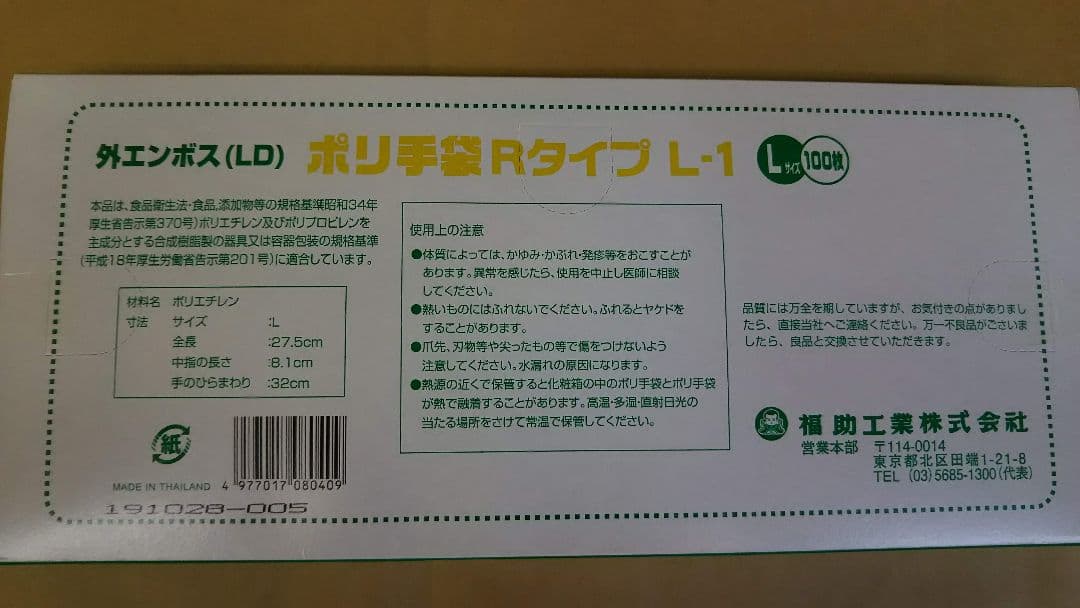 外エンボス(LD) ポリ手袋Rタイプ L-1 Lサイズ 100枚
本品は、食品衛生法・食品、添加物等の規格基準昭和34年
厚生省告示第370号)ポリエチレン及びポリプロピレンを
主成分とする合成樹脂製の器具又は容器包装の規格基準
(平成18年厚生労働省告示第201号)に適合しています。
材料名 ポリエチレン
寸法 サイズ :L
全長 :27.5cm
中指の長さ :8.1cm
手のひらまわり :32cm
紙
MADE IN THAILAND
4 977017 080409
191028-005
使用上の注意
●体質によっては、かゆみ・かぶれ・発疹等をおこすことが
あります。異常を感じたら、使用を中止し医師に相談
してください。
●熱いものにはふれないでください。ふれるとヤケドを
することがあります。
●爪先、刃物等や尖ったもの等で傷をつけないよう
注意してください。水漏れの原因になります。
●熱源の近くで保管すると化粧箱の中のポリ手袋とポリ手袋
が熱で融着することがあります。高温・多湿・直射日光の
当たる場所をさけて常温で保管してください。
品質には万全を期していますが、お気付きの点がありまし
たら、直接当社へご連絡ください。万一不良品がございま
したら、良品と交換させていただきます。
福助工業株式会社
営業本部 〒114-0014
東京都北区田端1-21-8
TEL (03)5685-1300(代表)